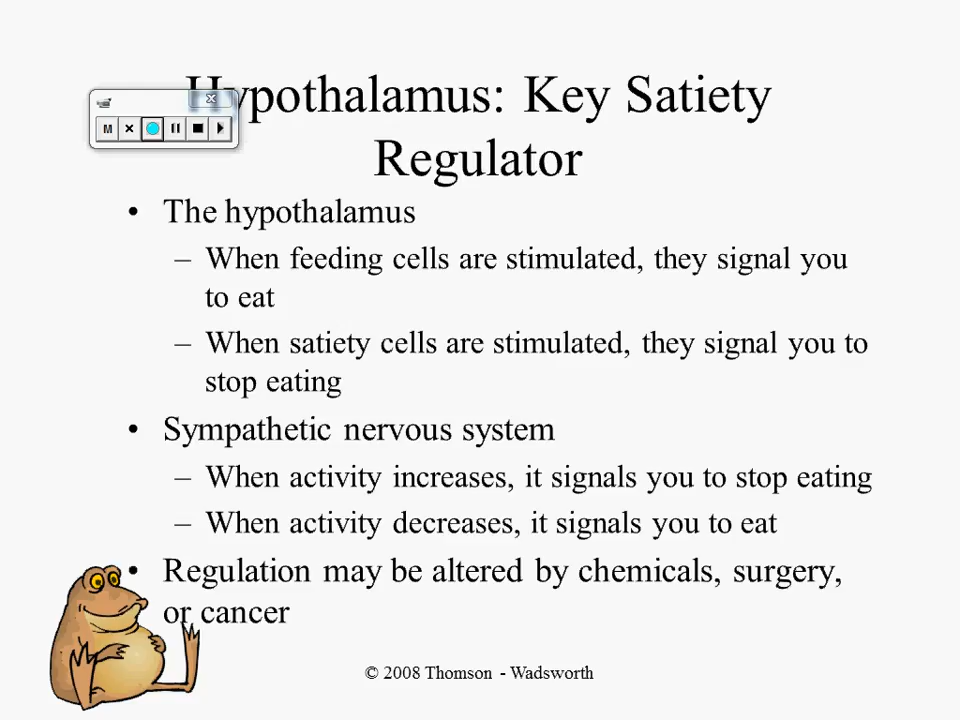 Hypothalamus: Key Satiety
Regulator
M
• The hypothalamus
– When feeding cells are stimulated, they signal you
to eat
– When satiety cells are stimulated, they signal you to
stop eating
• Sympathetic nervous system
– When activity increases, it signals you to stop eating
– When activity decreases, it signals you to eat
• Regulation may be altered by chemicals, surgery,
or cancer
© 2008 Thomson - Wadsworth